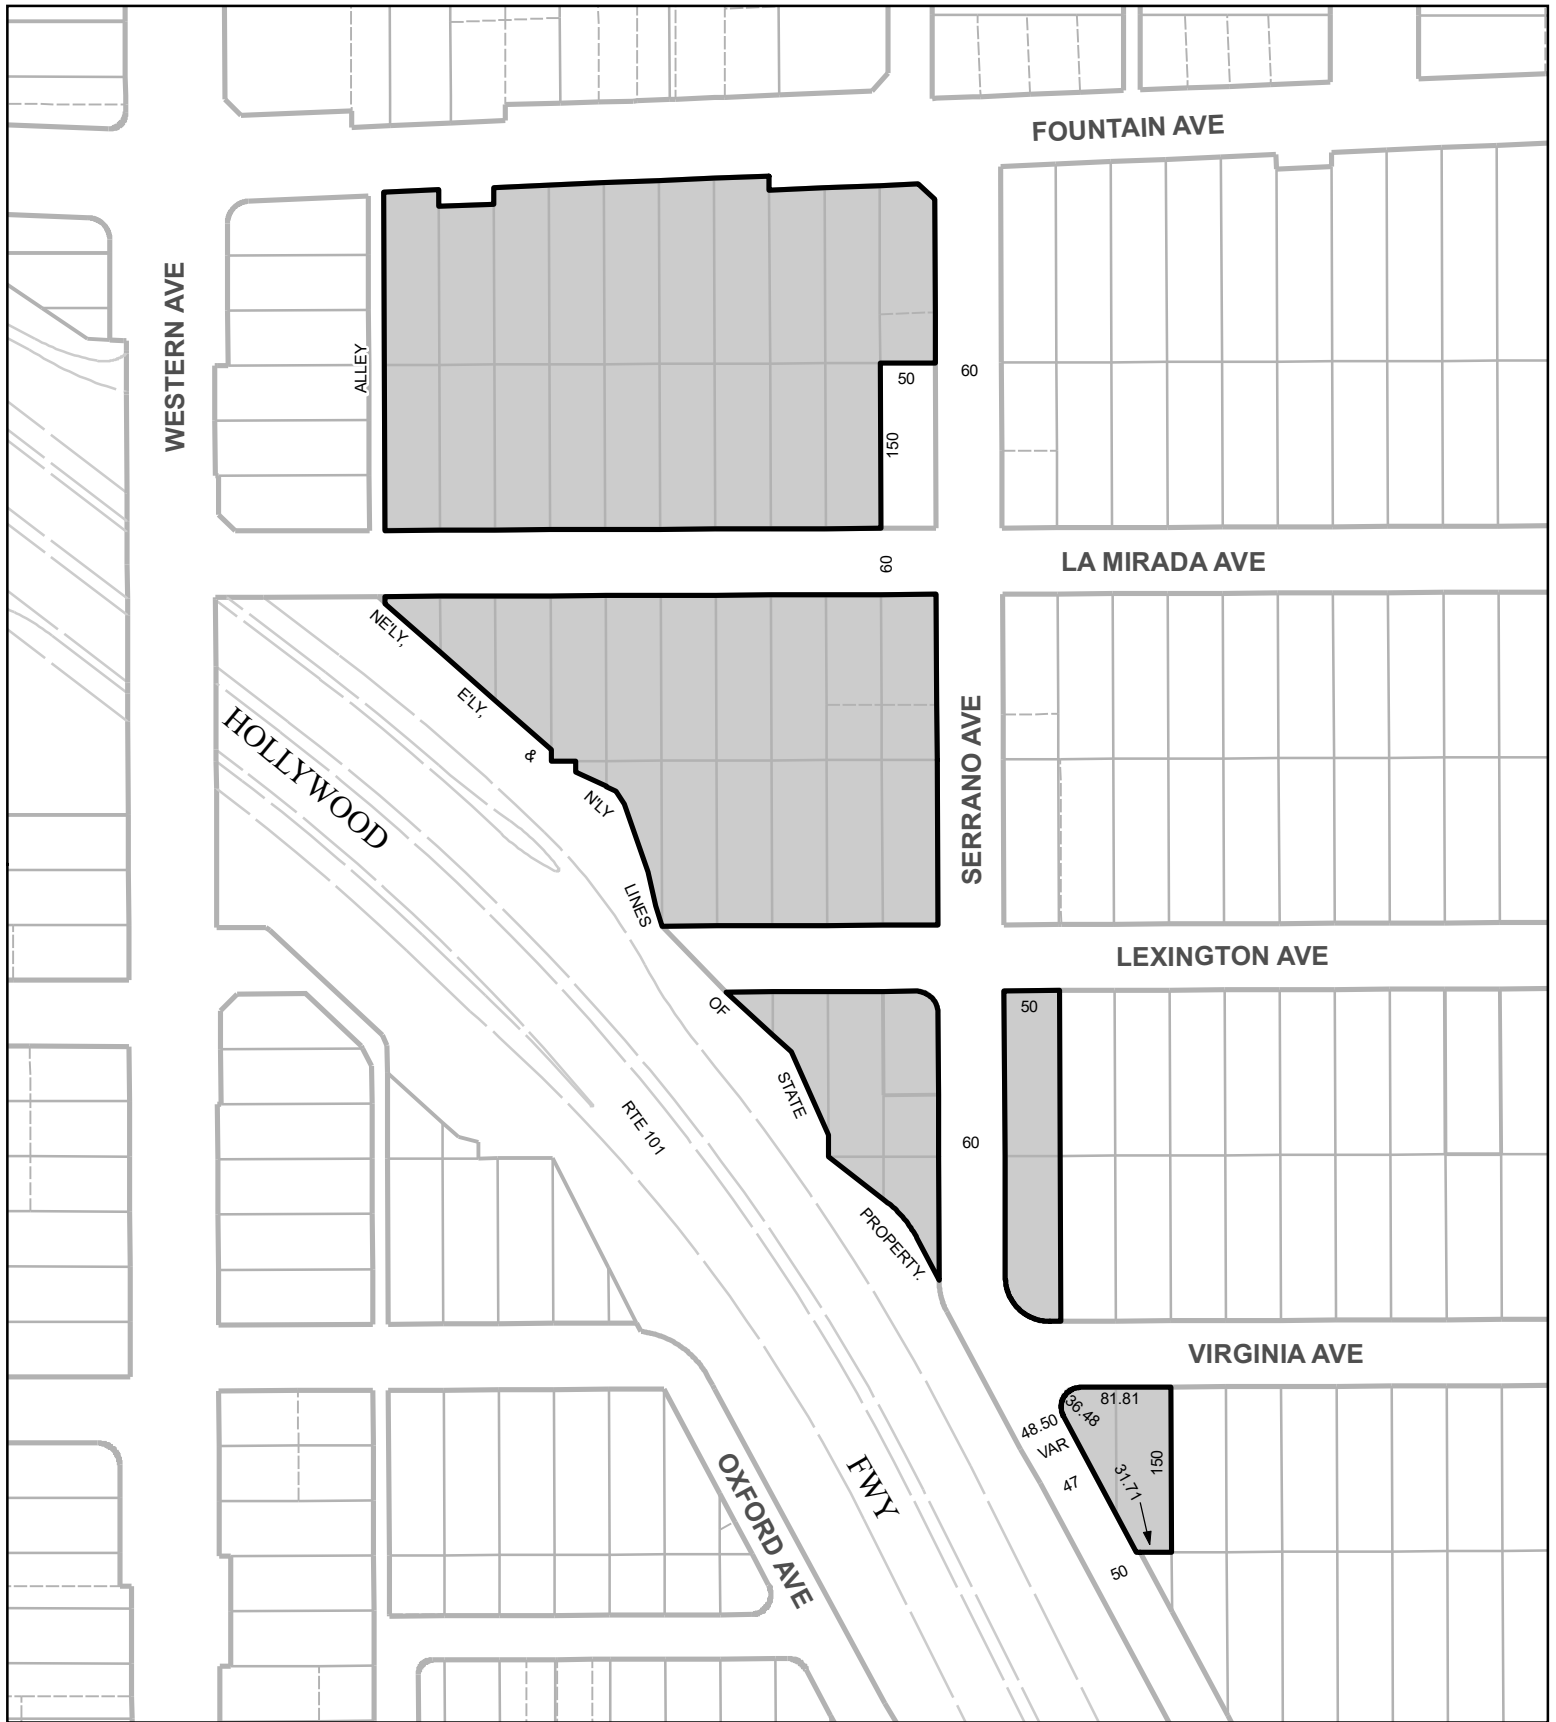 FOUNTAIN AVE
WESTERN AVE
ALLEY
50
60
150
60
LA MIRADA AVE
NE'LY,
E'LY,
&
N'LY
LINES
OF
STATE
PROPERTY.
HOLLYWOOD
SERRANO AVE
LEXINGTON AVE
50
RTE 101
60
VIRGINIA AVE
81.81
36.48
48.50
VAR
47
31.71
150
50
FWY
OXFORD AVE